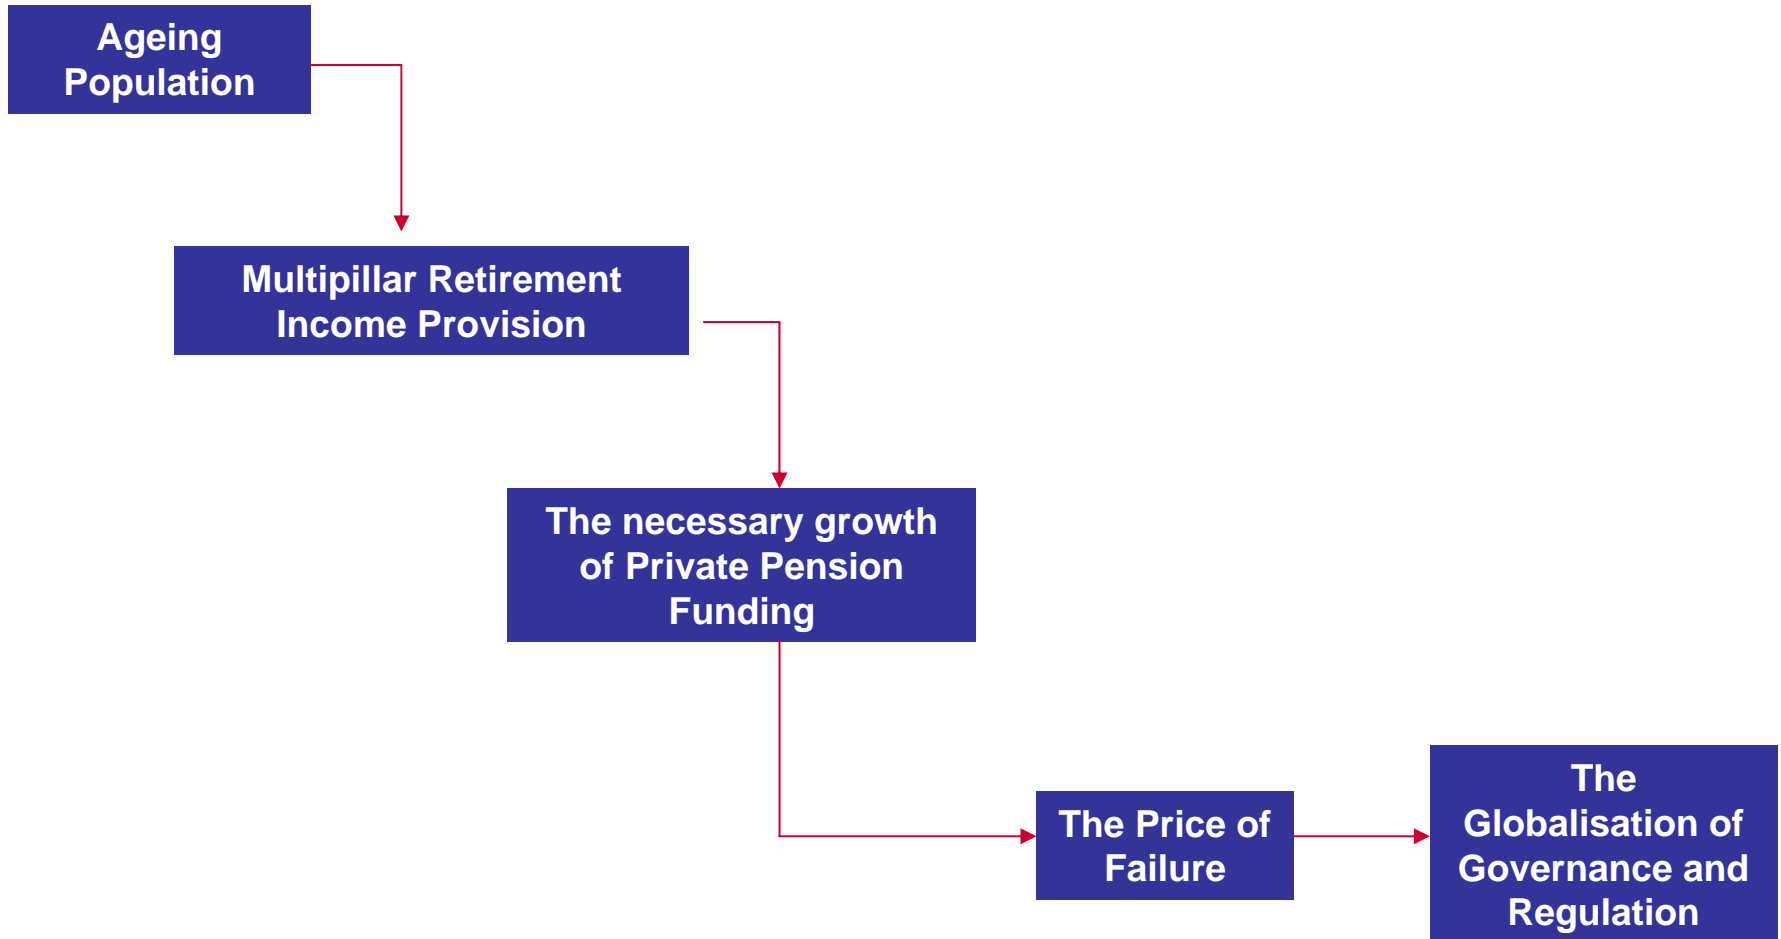 Ageing
Population
Multipillar Retirement
Income Provision
The necessary growth
of Private Pension
Funding
The Price of
Failure
The
Globalisation of
Governance and
Regulation